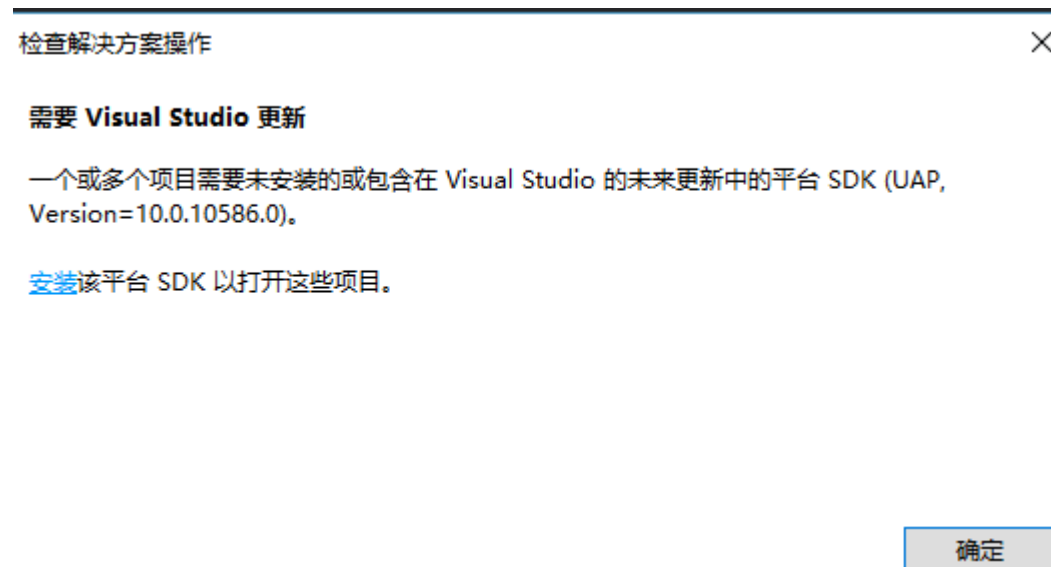 检查解决方案操作
需要 Visual Studio 更新
一个或多个项目需要未安装的或包含在 Visual Studio 的未来更新中的平台 SDK (UAP,
Version=10.0.10586.0)。
安装该平台 SDK 以打开这些项目。
确定